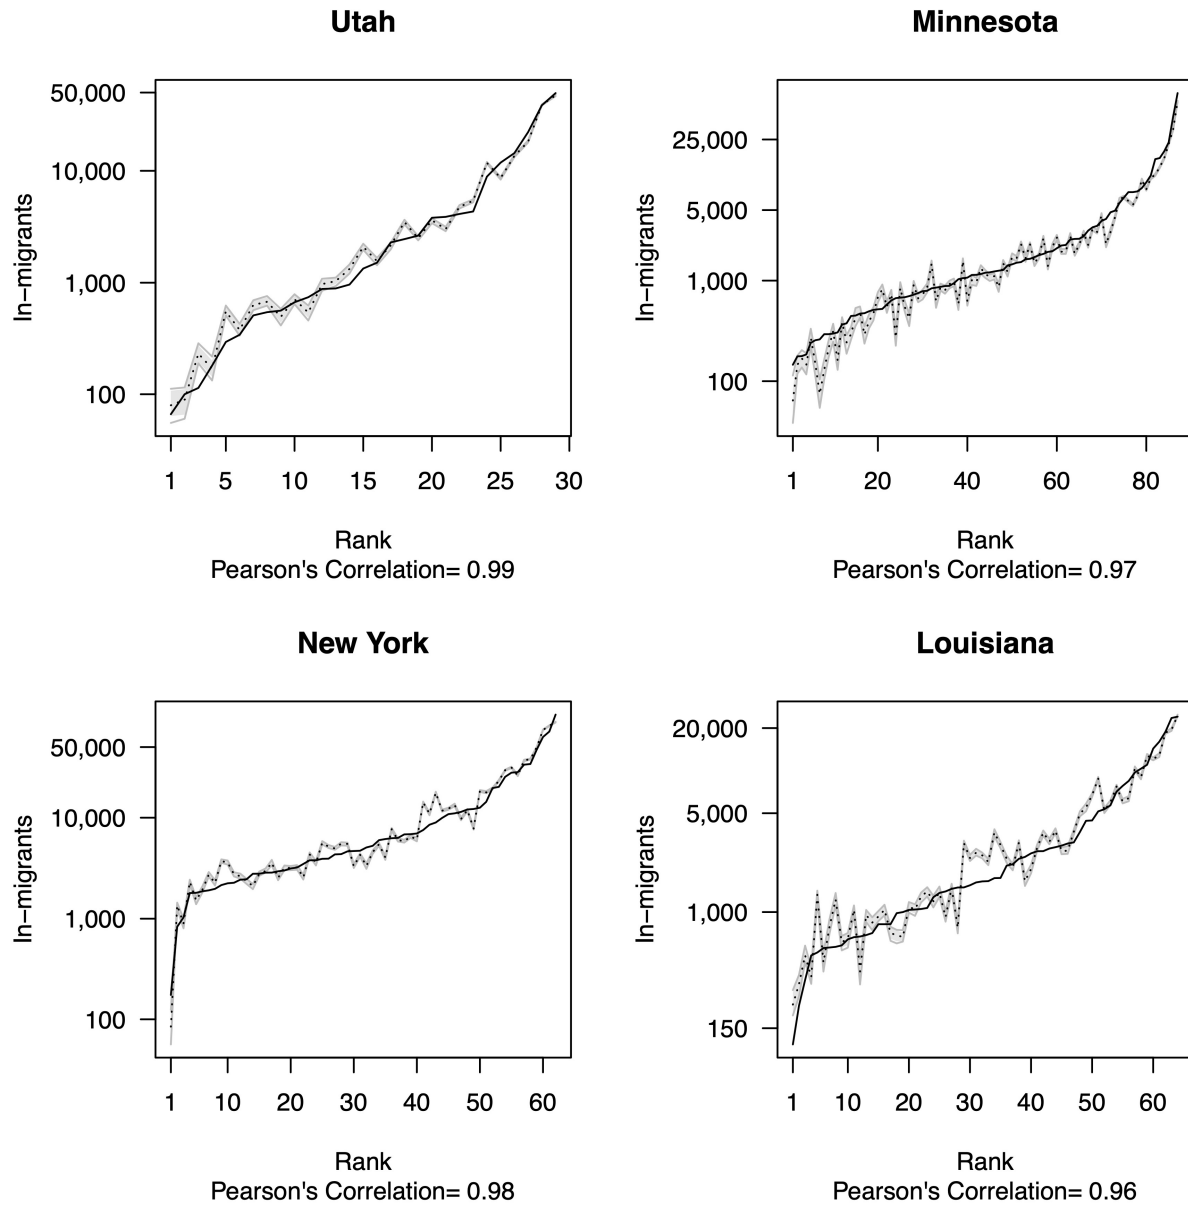 Utah
50,000
10,000
1,000
100
In−migrants
1 5 10 15 20 25 30
Rank
Pearson's Correlation= 0.99
Minnesota
25,000
5,000
1,000
100
In−migrants
1 20 40 60 80
Rank
Pearson's Correlation= 0.97
New York
50,000
10,000
1,000
100
In−migrants
1 10 20 30 40 50 60
Rank
Pearson's Correlation= 0.98
Louisiana
20,000
5,000
1,000
150
In−migrants
1 10 20 30 40 50 60
Rank
Pearson's Correlation= 0.96